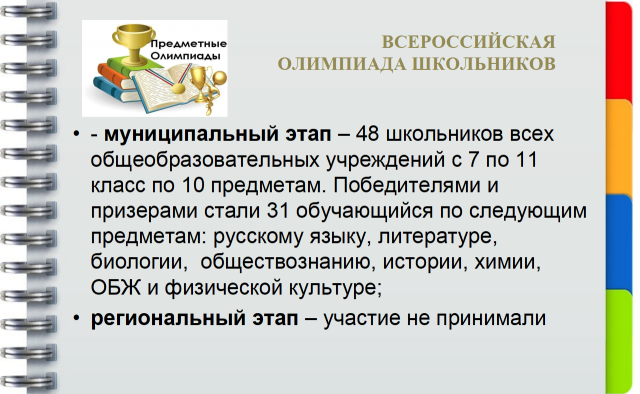 Предметные
Олимпиады
ВСЕРОССИЙСКАЯ
ОЛИМПИАДА ШКОЛЬНИКОВ
• - муниципальный этап – 48 школьников всех
общеобразовательных учреждений с 7 по 11
класс по 10 предметам. Победителями и
призерами стали 31 обучающийся по следующим
предметам: русскому языку, литературе,
биологии, обществознанию, истории, химии,
ОБЖ и физической культуре;
• региональный этап – участие не принимали